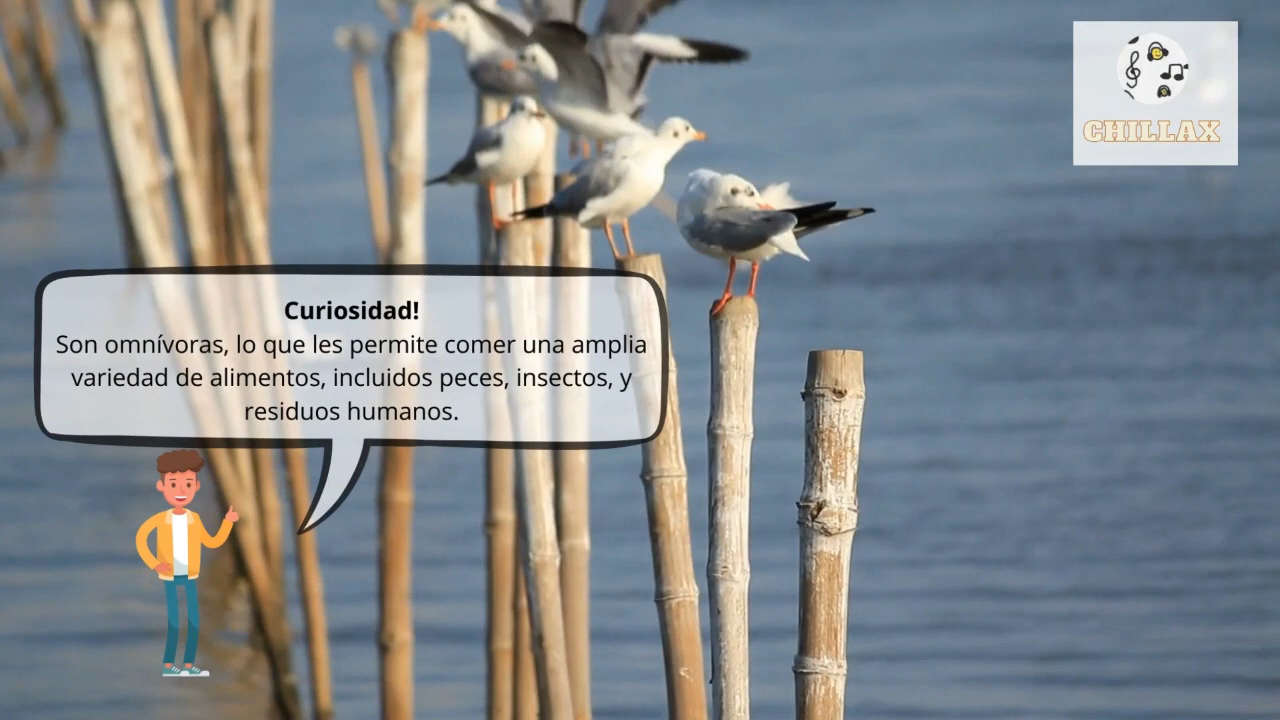 CHILLAX
Curiosidad!
Son omnívoras, lo que les permite comer una amplia
variedad de alimentos, incluidos peces, insectos, y
residuos humanos.